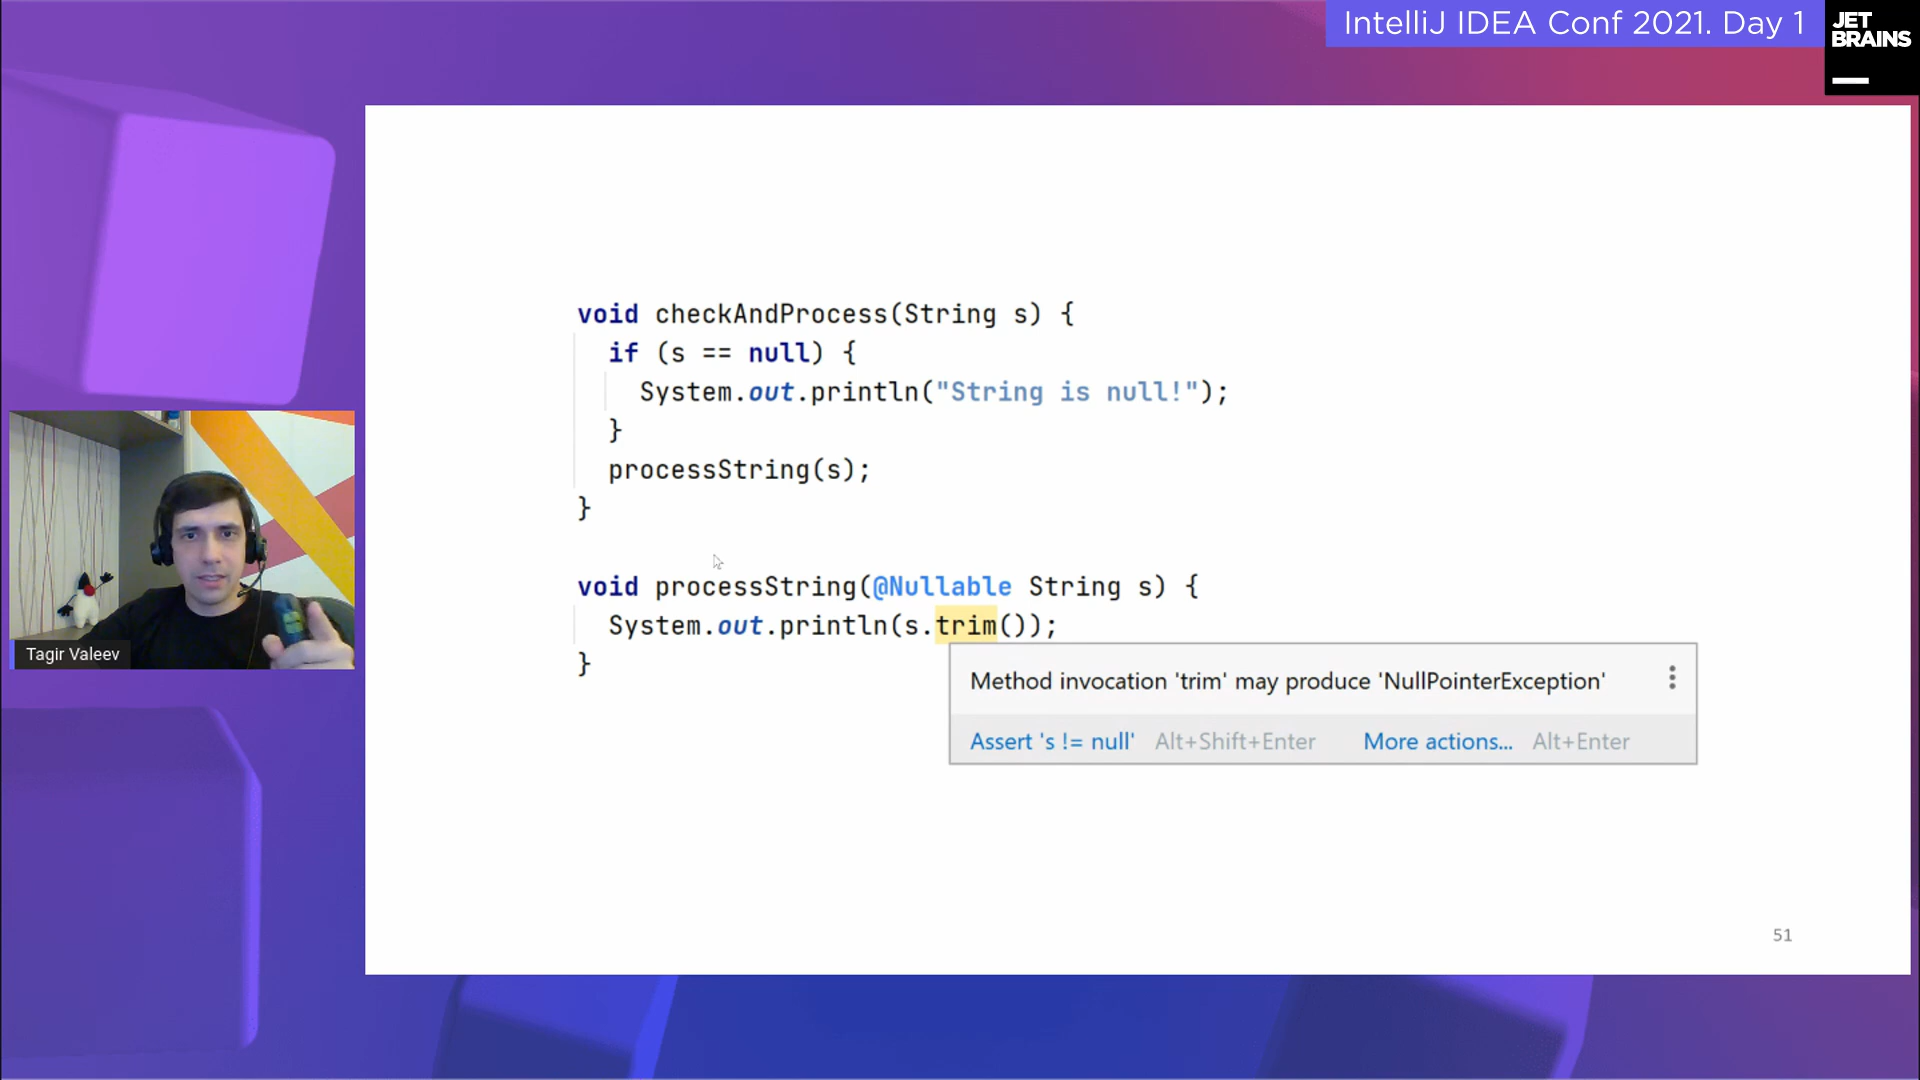 IntelliJ IDEA Conf 2021. Day 1
JET
BRAINS
void checkAndProcess(String s) {
if (s == null) {
System.out.println("String is null!");
}
processString(s);
}
void processString(@Nullable String s) {
System.out.println(s.trim());
}
Method invocation 'trim' may produce 'NullPointerException'
Assert 's != null' Alt+Shift+Enter More actions... Alt+Enter
Tagir Valeev
51